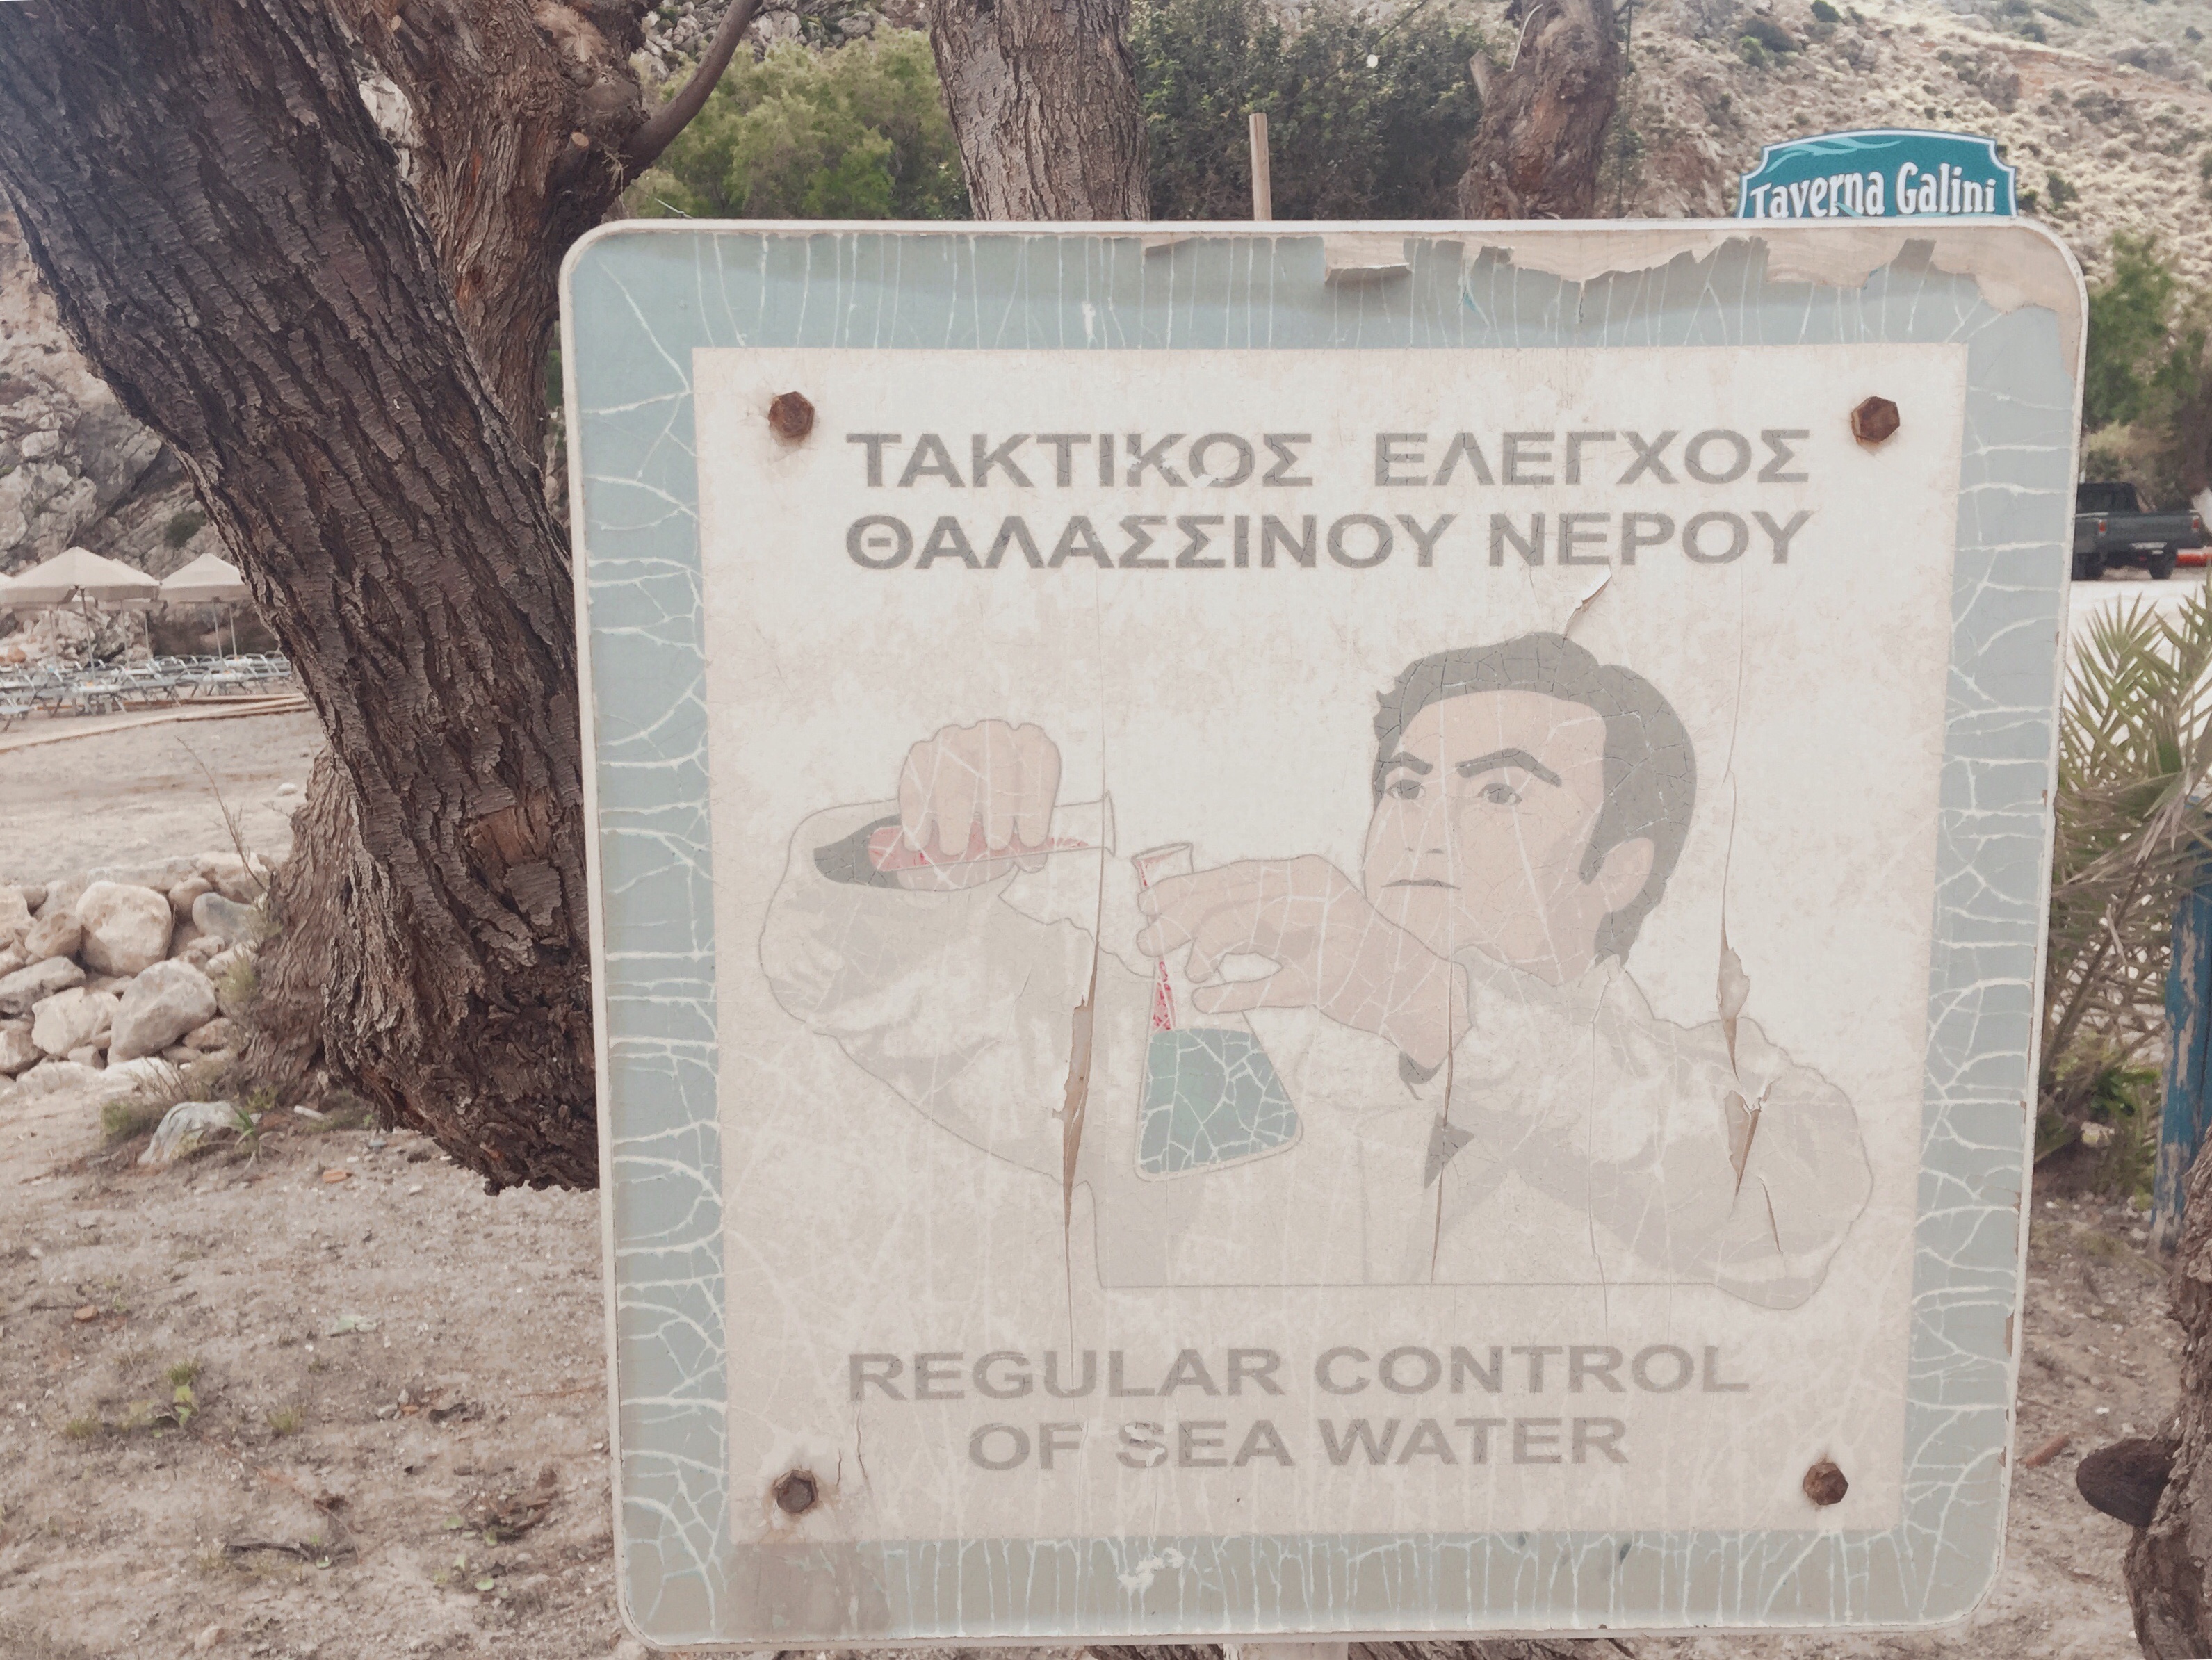 Taverna Galini
ΤΑΚΤΙΚΟΣ ΕΛΕΓΧΟΣ
ΘΑΛΑΣΣΙΝΟΥ ΝΕΡΟΥ
REGULAR CONTROL
OF SEA WATER